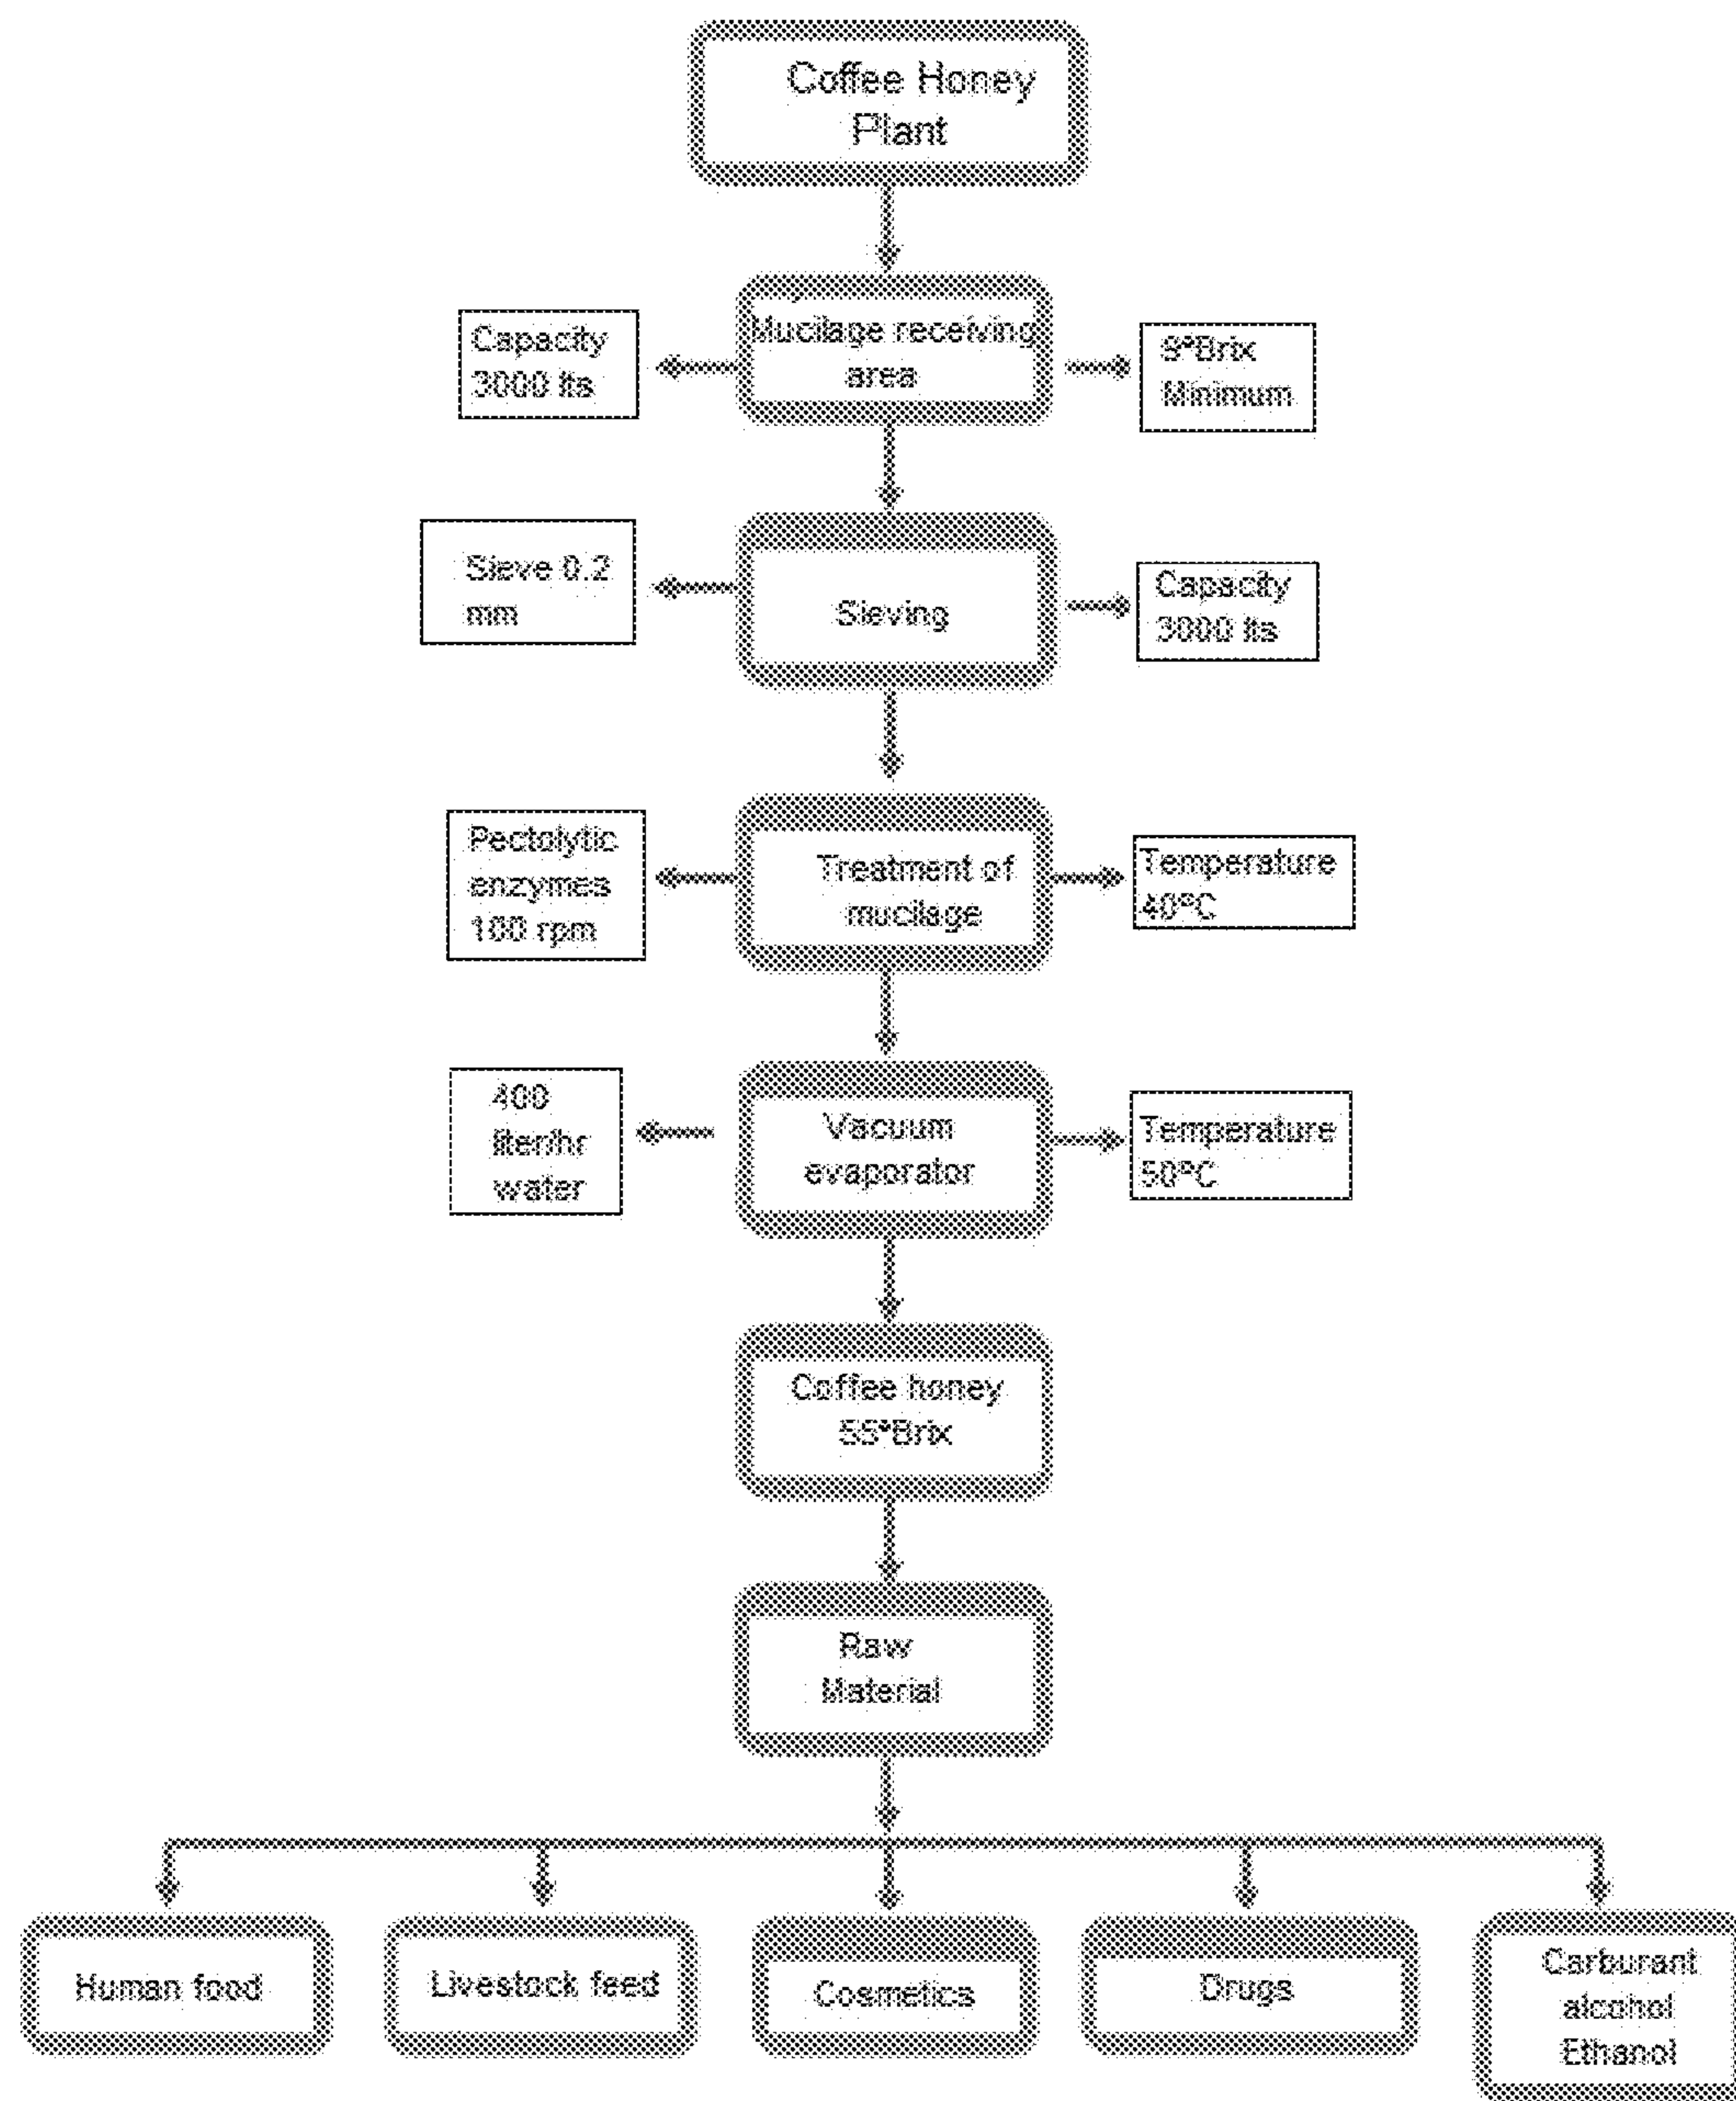 Coffee Honey
Plant
Capacity
3000 lts
Mucilage receiving
area
9°Brix
Minimum
Sieve 0.2
mm
Sieving
Capacity
3000 lts
Pectolytic
enzymes
100 rpm
Treatment of
mucilage
Temperature
40°C
400
liter/hr
water
Vacuum
evaporator
Temperature
50°C
Coffee honey
55°Brix
Raw
Material
Human food
Livestock feed
Cosmetics
Drugs
Carburant
alcohol
Ethanol